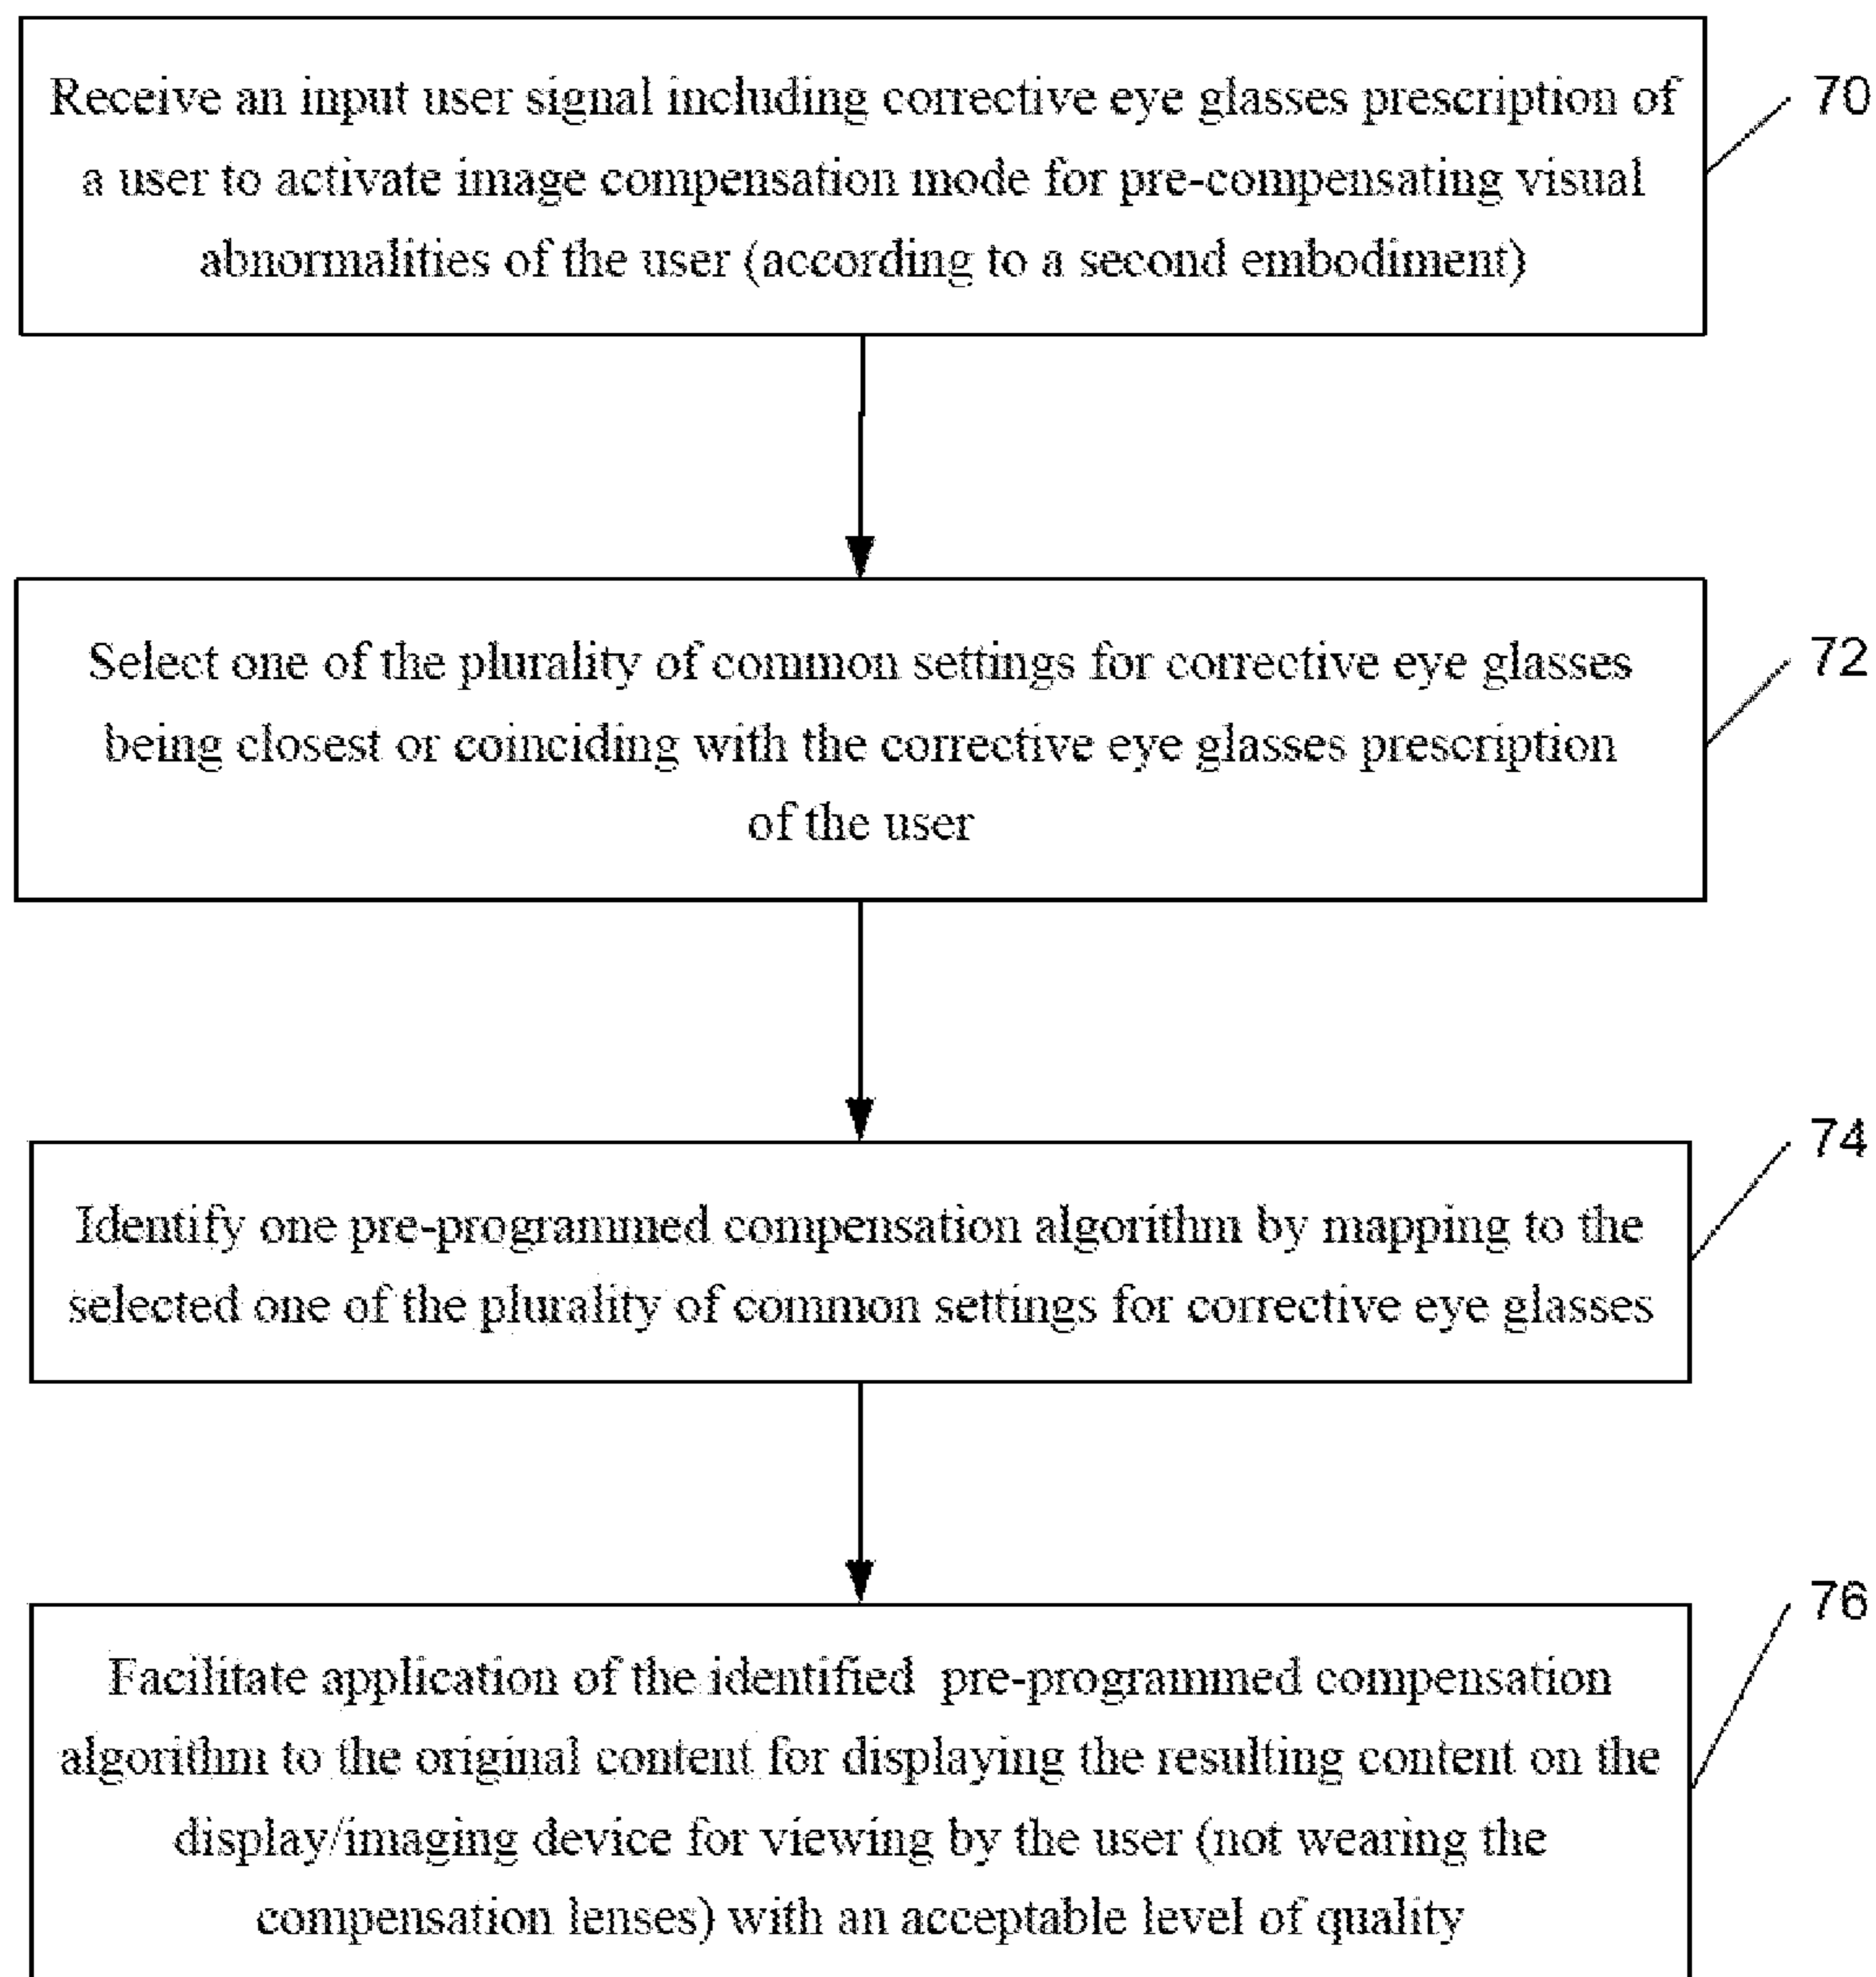 Receive an input user signal including corrective eye glasses prescription of
70
a user to activate image compensation mode for pre-compensating visual
abnormalities of the user (according to a second embodiment)
Select one of the plurality of common settings for corrective eye glasses
72
being closest or coinciding with the corrective eye glasses prescription
of the user
74
Identify one pre-programmed compensation algorithm by mapping to the
selected one of the plurality of common settings for corrective eye glasses
76
Facilitate application of the identified pre-programmed compensation
algorithm to the original content for displaying the resulting content on the
display/imaging device for viewing by the user (not wearing the
compensation lenses) with an acceptable level of quality